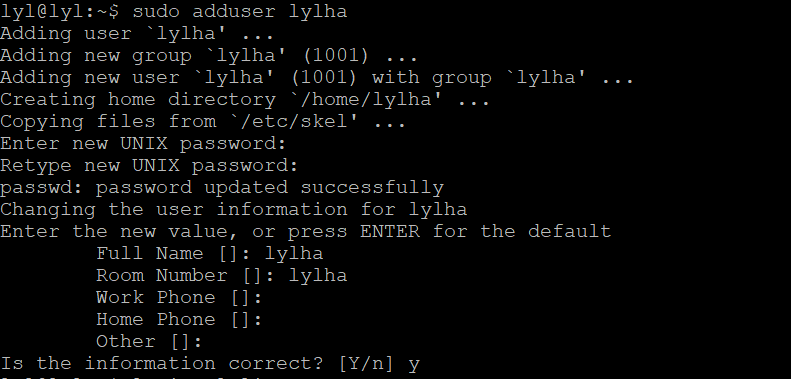 lyl@lyl:~$ sudo adduser lylha
Adding user `lylha' ...
Adding new group `lylha' (1001) ...
Adding new user `lylha' (1001) with group `lylha' ...
Creating home directory `/home/lylha' ...
Copying files from `/etc/skel' ...
Enter new UNIX password:
Retype new UNIX password:
passwd: password updated successfully
Changing the user information for lylha
Enter the new value, or press ENTER for the default
        Full Name []: lylha
        Room Number []: lylha
        Work Phone []:
        Home Phone []:
        Other []:
Is the information correct? [Y/n] y